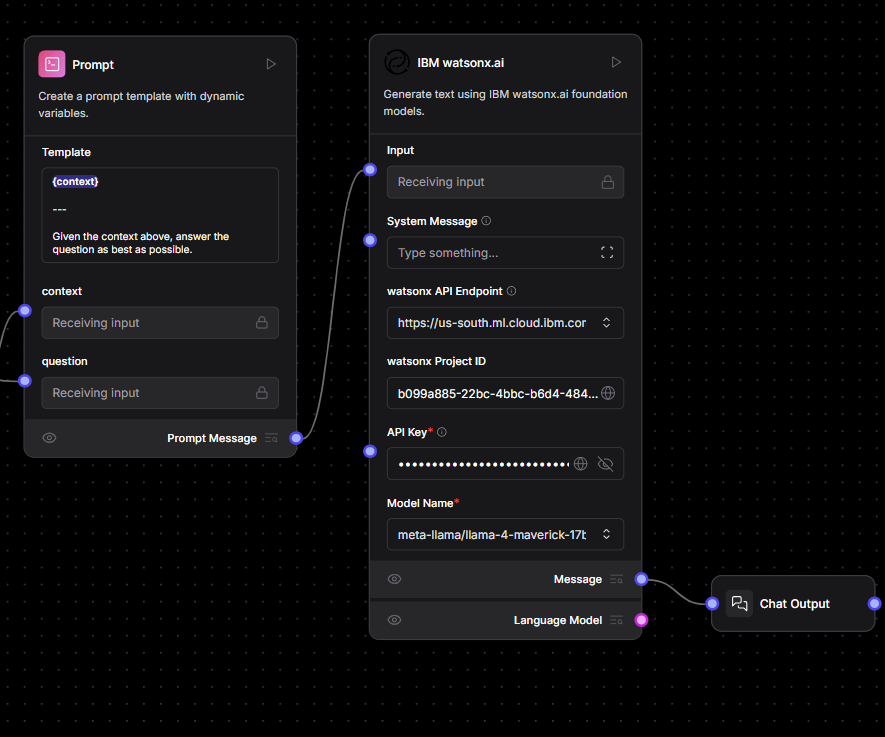 Prompt
Create a prompt template with dynamic
variables.
Template
{context}
---
Given the context above, answer the
question as best as possible.
context
Receiving input
question
Receiving input
Prompt Message
IBM watsonx.ai
Generate text using IBM watsonx.ai foundation
models.
Input
Receiving input
System Message
Type something...
watsonx API Endpoint
https://us-south.ml.cloud.ibm.cor
watsonx Project ID
b099a885-22bc-4bbc-b6d4-484...
API Key*
••••••••••••••••••••••••••
Model Name*
meta-llama/llama-4-maverick-17b
Message
Language Model
Chat Output